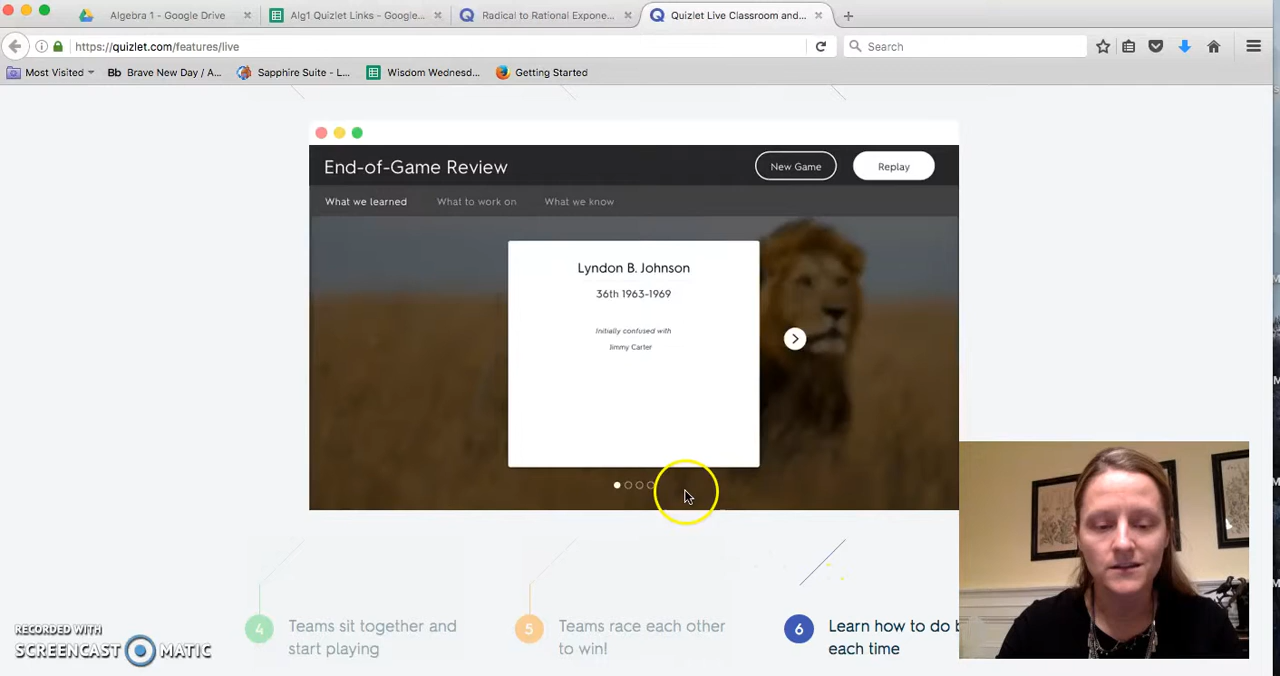 Algebra 1 - Google Drive
Alg1 Quizlet Links - Google...
Radical to Rational Expone...
Quizlet Live Classroom and...
https://quizlet.com/features/live
Search
Most Visited
Bb Brave New Day / A...
Sapphire Suite - L...
Wisdom Wednesd...
Getting Started
End-of-Game Review
New Game
Replay
What we learned
What to work on
What we know
Lyndon B. Johnson
36th 1963-1969
Initially confused with
Jimmy Carter
4 Teams sit together and
start playing
5 Teams race each other
to win!
6 Learn how to do b
each time
RECORDED WITH
SCREENCAST MATIC